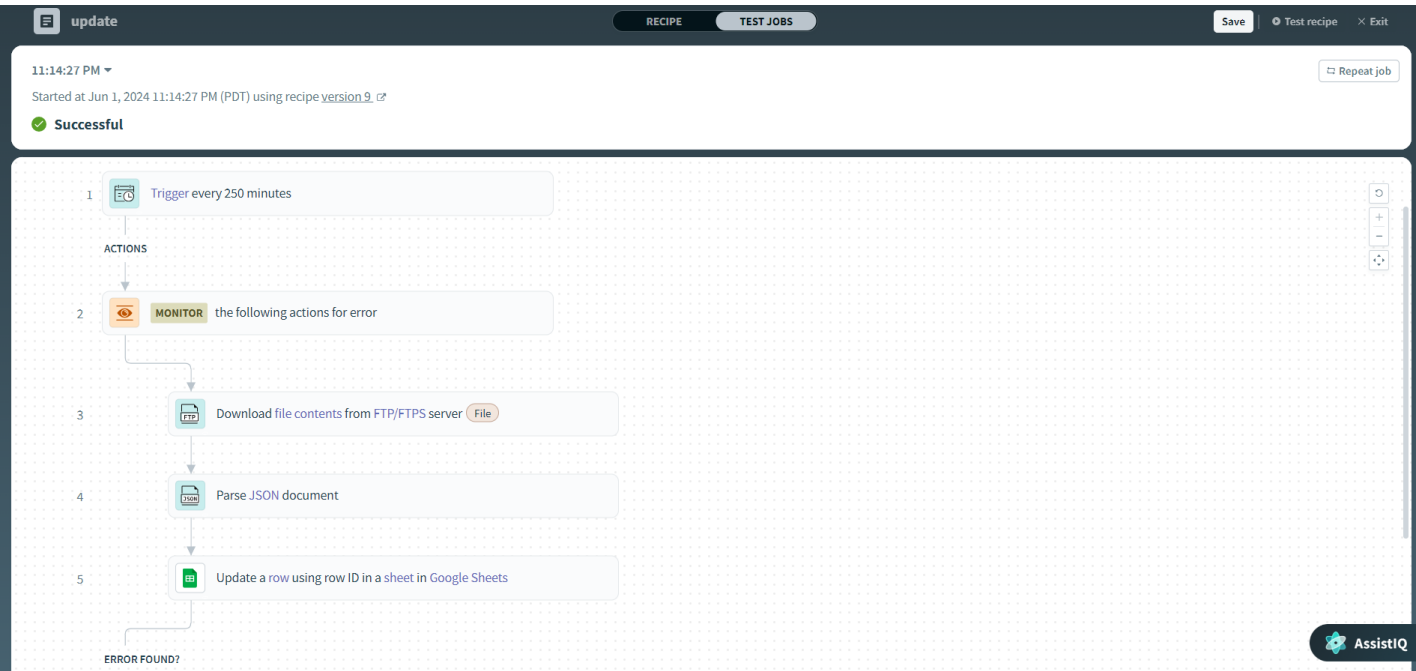 update
RECIPE
TEST JOBS
Save
Test recipe
Exit
11:14:27 PM
Repeat job
Started at Jun 1, 2024 11:14:27 PM (PDT) using recipe version 9
Successful
1
Trigger every 250 minutes
ACTIONS
2
MONITOR the following actions for error
3
FTP
Download file contents from FTP/FTPS server File
4
JSON
Parse JSON document
5
Update a row using row ID in a sheet in Google Sheets
ERROR FOUND?
AssistIQ